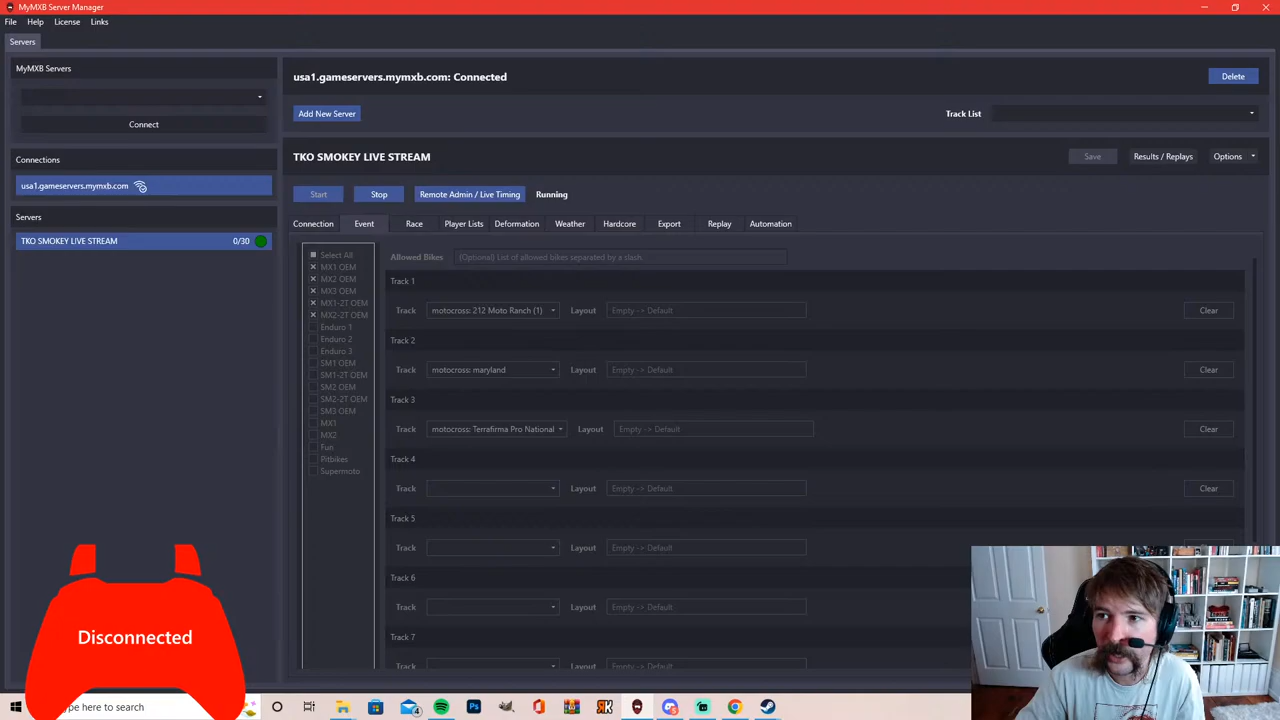 MyMXB Server Manager
File Help License Links
Servers
MyMXB Servers
Connect
Connections
usa1.gameservers.mymxb.com
Servers
TKO SMOKEY LIVE STREAM 0/30
usa1.gameservers.mymxb.com: Connected
Delete
Add New Server
Track List
TKO SMOKEY LIVE STREAM
Save
Results / Replays
Options
Start
Stop
Remote Admin / Live Timing
Running
Connection Event Race Player Lists Deformation Weather Hardcore Export Replay Automation
Select All
MX1 OEM
MX2 OEM
MX3 OEM
MX1-2T OEM
MX2-2T OEM
Enduro 1
Enduro 2
Enduro 3
SM1 OEM
SM1-2T OEM
SM2 OEM
SM2-2T OEM
SM3 OEM
MX1
MX2
Fun
Pitbikes
Supermoto
Allowed Bikes (Optional) List of allowed bikes separated by a slash.
Track 1
Track motocross: 212 Moto Ranch (1) Layout Empty -> Default Clear
Track 2
Track motocross: maryland Layout Empty -> Default Clear
Track 3
Track motocross: Terrafirma Pro National Layout Empty -> Default Clear
Track 4
Track Layout Empty -> Default Clear
Track 5
Track Layout Empty -> Default
Track 6
Track Layout Empty -> Default
Track 7
Track Layout Empty -> Default
Disconnected
ype here to search